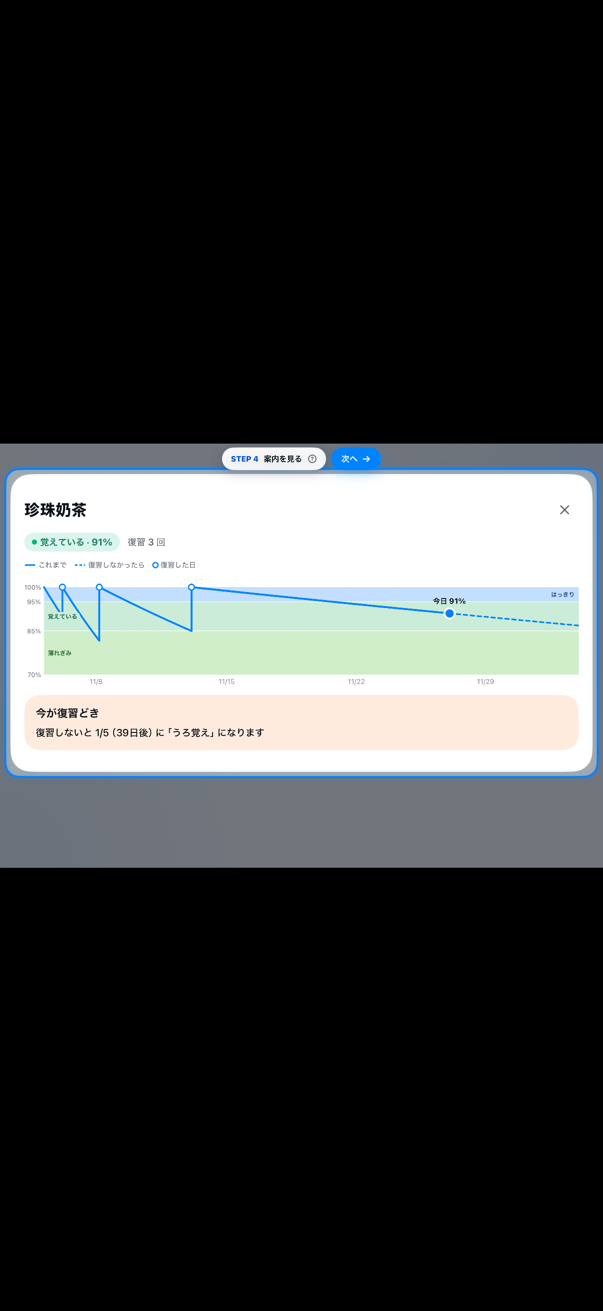 STEP 4 案内を見る ?
次へ →
珍珠奶茶
覚えている · 91% 復習 3 回
これまで 復習しなかったら 復習した日
100%
95%
85%
70%
はっきり
覚えている
薄れぎみ
今日 91%
11/8 11/15 11/22 11/29
今が復習どき
復習しないと 1/5（39日後）に「うろ覚え」になります